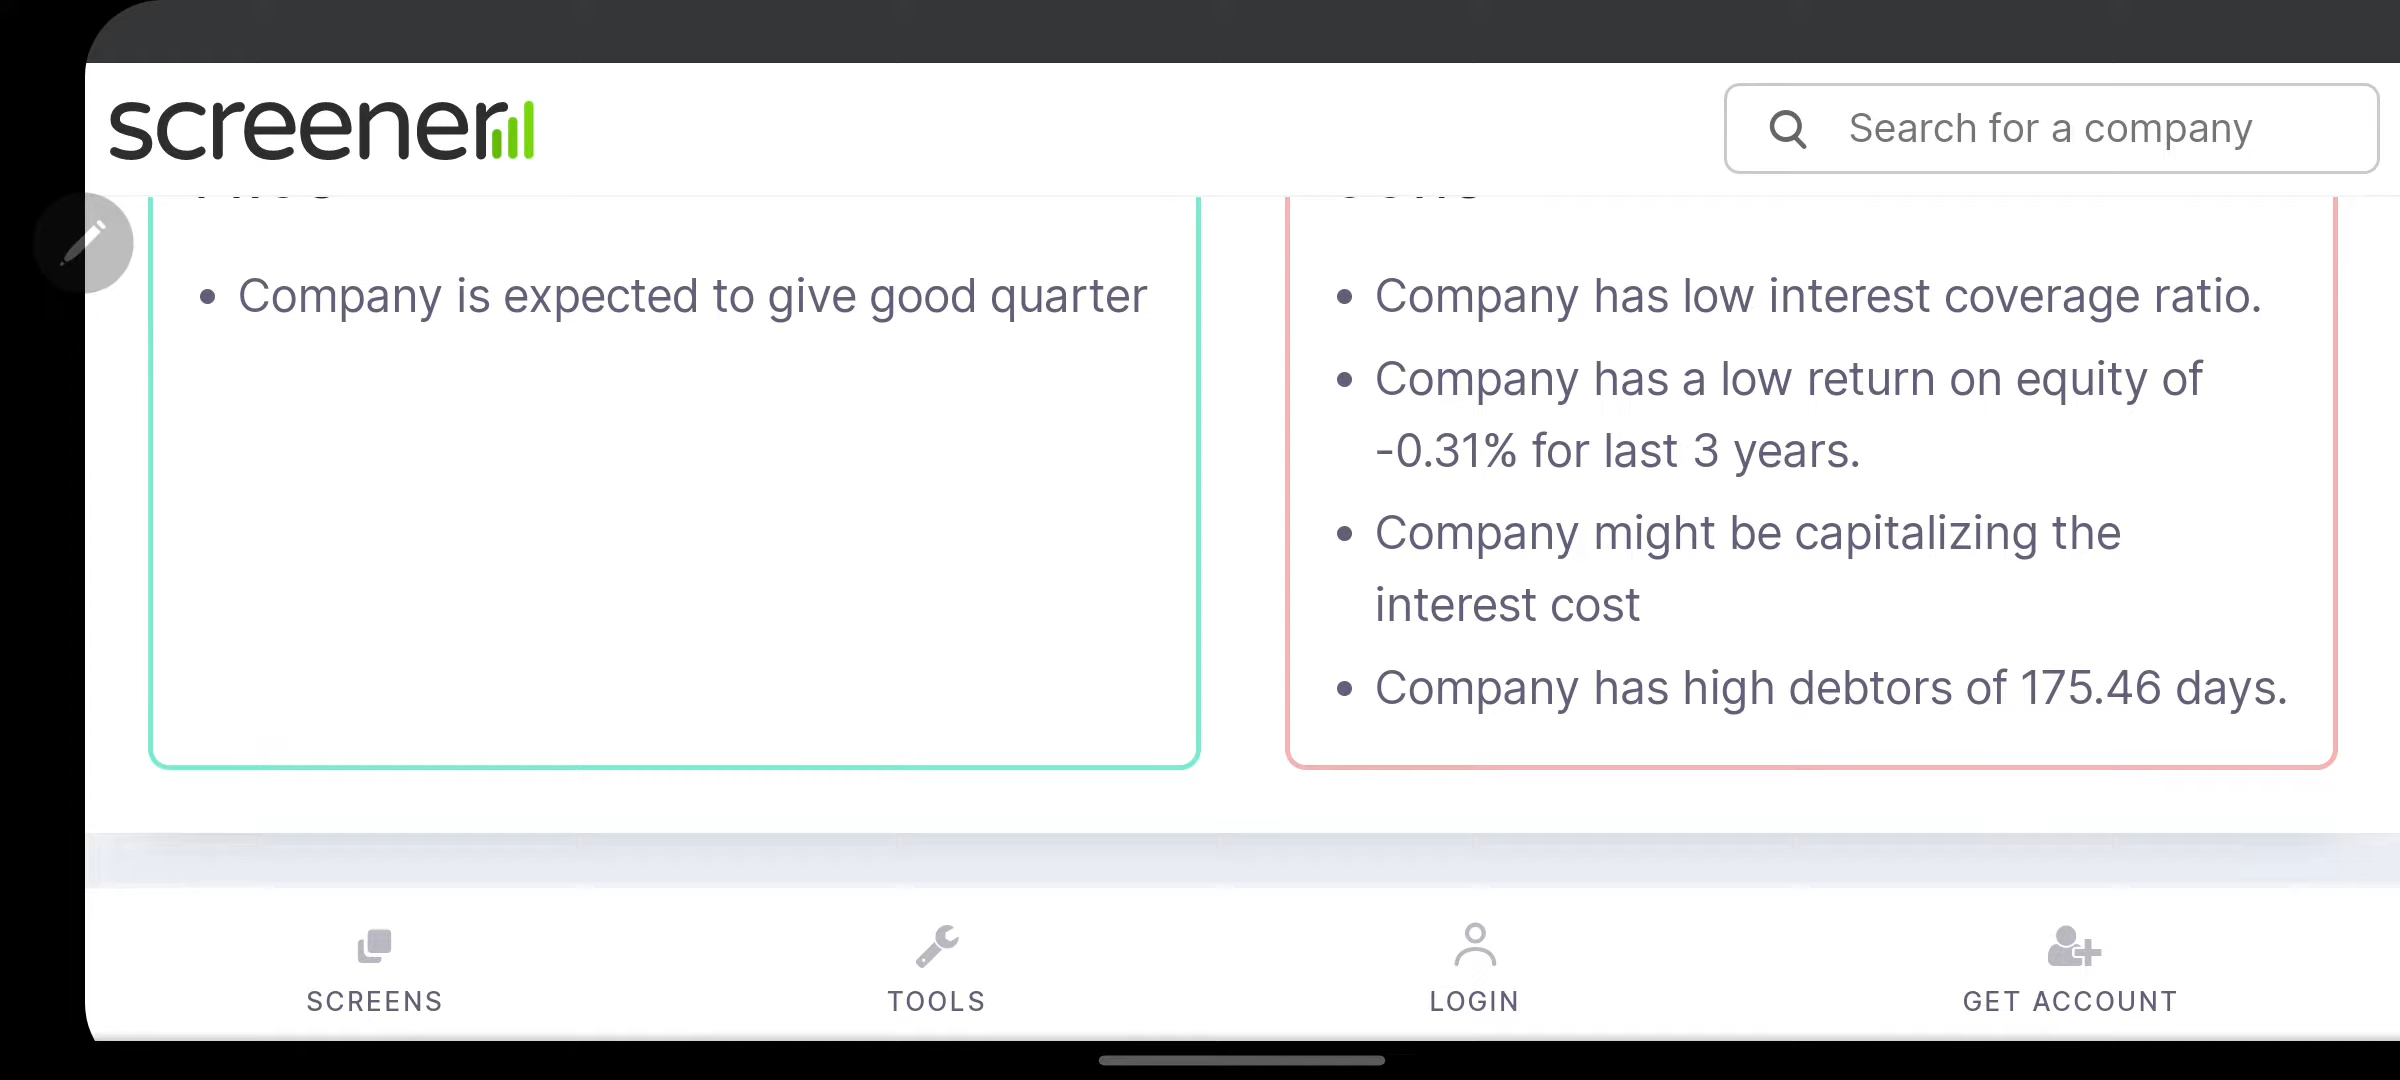 screener
Search for a company
Company is expected to give good quarter
Company has low interest coverage ratio.
Company has a low return on equity of
-0.31% for last 3 years.
Company might be capitalizing the
interest cost
Company has high debtors of 175.46 days.
SCREENS
TOOLS
LOGIN
GET ACCOUNT